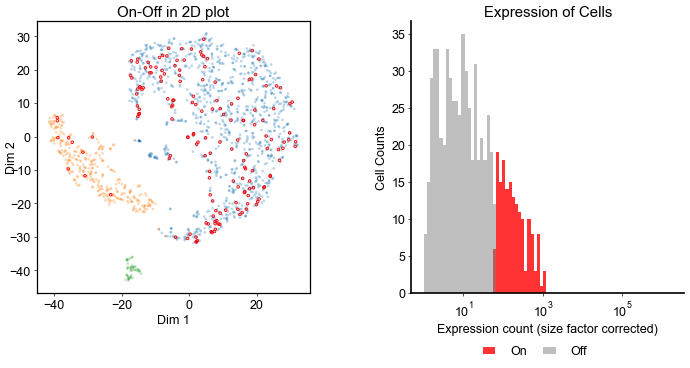 On-Off in 2D plot
30
20
10
0
−10
−20
−30
−40
Dim 2
−40
−20
0
20
Dim 1
Expression of Cells
35
30
25
20
15
10
5
0
Cell Counts
10^1
10^3
10^5
Expression count (size factor corrected)
On
Off